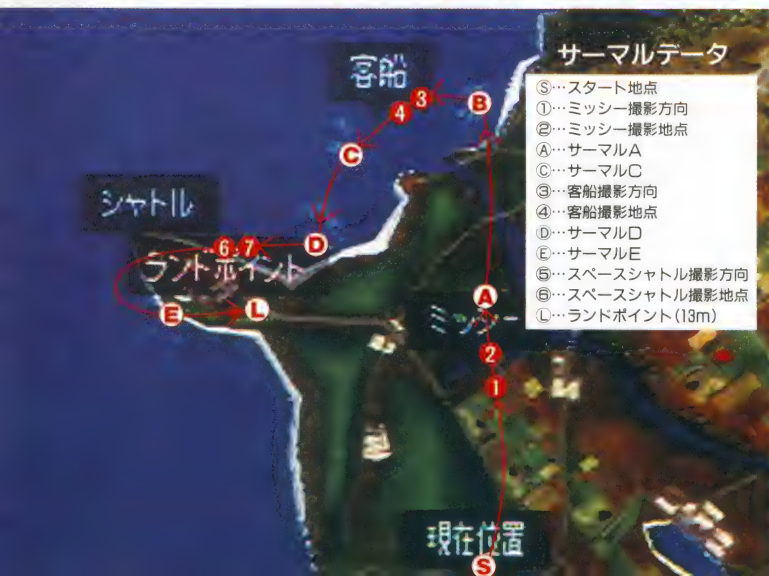 サーマルデータ
Ⓢ…スタート地点
①…ミッシー撮影方向
②…ミッシー撮影地点
Ⓐ…サーマルA
Ⓒ…サーマルC
③…客船撮影方向
④…客船撮影地点
Ⓓ…サーマルD
Ⓔ…サーマルE
⑤…スペースシャトル撮影方向
⑥…スペースシャトル撮影地点
Ⓛ…ランドポイント(13m)
客船
4 3 B
C
シャトル
6 7 D
ランドポイント
E L
A
ミッシー
2
1
現在位置
S